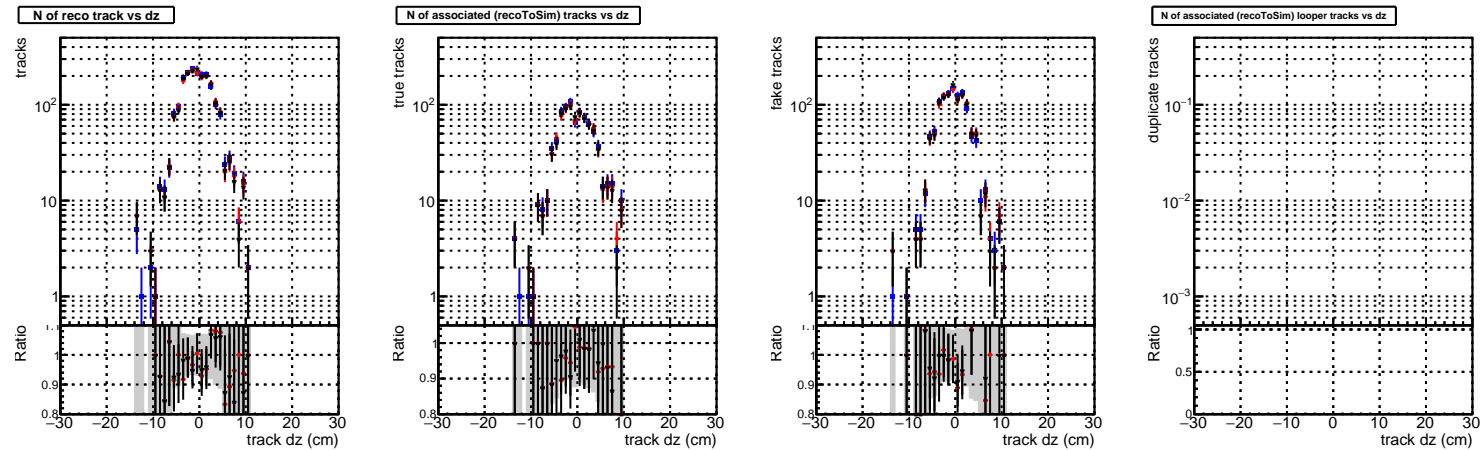 N of reco track vs dz
tracks
10²
10
1
Ratio
1.1
1
0.9
0.8
−30 −20 −10 0 10 20 30
track dz (cm)
N of associated (recoToSim) tracks vs dz
true tracks
10²
10
1
Ratio
1
0.9
0.8
−30 −20 −10 0 10 20 30
track dz (cm)
fake tracks
10²
10
1
Ratio
1.1
1
0.9
0.8
−30 −20 −10 0 10 20 30
track dz (cm)
N of associated (recoToSim) looper tracks vs dz
duplicate tracks
10⁻¹
10⁻²
10⁻³
Ratio
1
0.5
0
−30 −20 −10 0 10 20 30
track dz (cm)